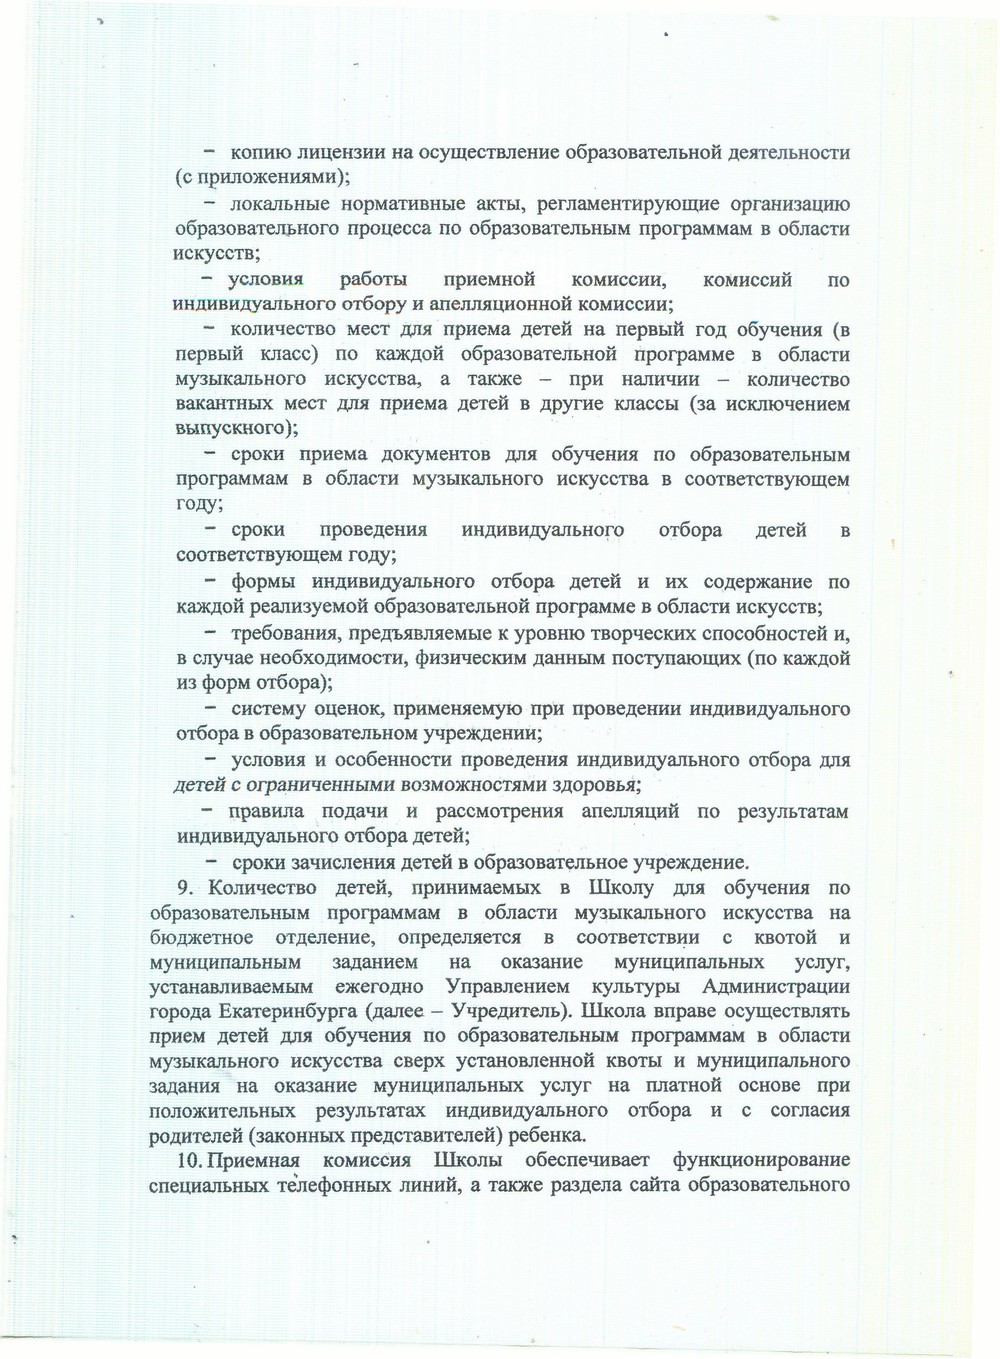 − копию лицензии на осуществление образовательной деятельности
(с приложениями);
− локальные нормативные акты, регламентирующие организацию
образовательного процесса по образовательным программам в области
искусств;
− условия работы приемной комиссии, комиссий по
индивидуального отбору и апелляционной комиссии;
− количество мест для приема детей на первый год обучения (в
первый класс) по каждой образовательной программе в области
музыкального искусства, а также – при наличии – количество
вакантных мест для приема детей в другие классы (за исключением
выпускного);
− сроки приема документов для обучения по образовательным
программам в области музыкального искусства в соответствующем
году;
− сроки проведения индивидуального отбора детей в
соответствующем году;
− формы индивидуального отбора детей и их содержание по
каждой реализуемой образовательной программе в области искусств;
− требования, предъявляемые к уровню творческих способностей и,
в случае необходимости, физическим данным поступающих (по каждой
из форм отбора);
− систему оценок, применяемую при проведении индивидуального
отбора в образовательном учреждении;
− условия и особенности проведения индивидуального отбора для
детей с ограниченными возможностями здоровья;
− правила подачи и рассмотрения апелляций по результатам
индивидуального отбора детей;
− сроки зачисления детей в образовательное учреждение.
9. Количество детей, принимаемых в Школу для обучения по
образовательным программам в области музыкального искусства на
бюджетное отделение, определяется в соответствии с квотой и
муниципальным заданием на оказание муниципальных услуг,
устанавливаемым ежегодно Управлением культуры Администрации
города Екатеринбурга (далее – Учредитель). Школа вправе осуществлять
прием детей для обучения по образовательным программам в области
музыкального искусства сверх установленной квоты и муниципального
задания на оказание муниципальных услуг на платной основе при
положительных результатах индивидуального отбора и с согласия
родителей (законных представителей) ребенка.
10. Приемная комиссия Школы обеспечивает функционирование
специальных телефонных линий, а также раздела сайта образовательного